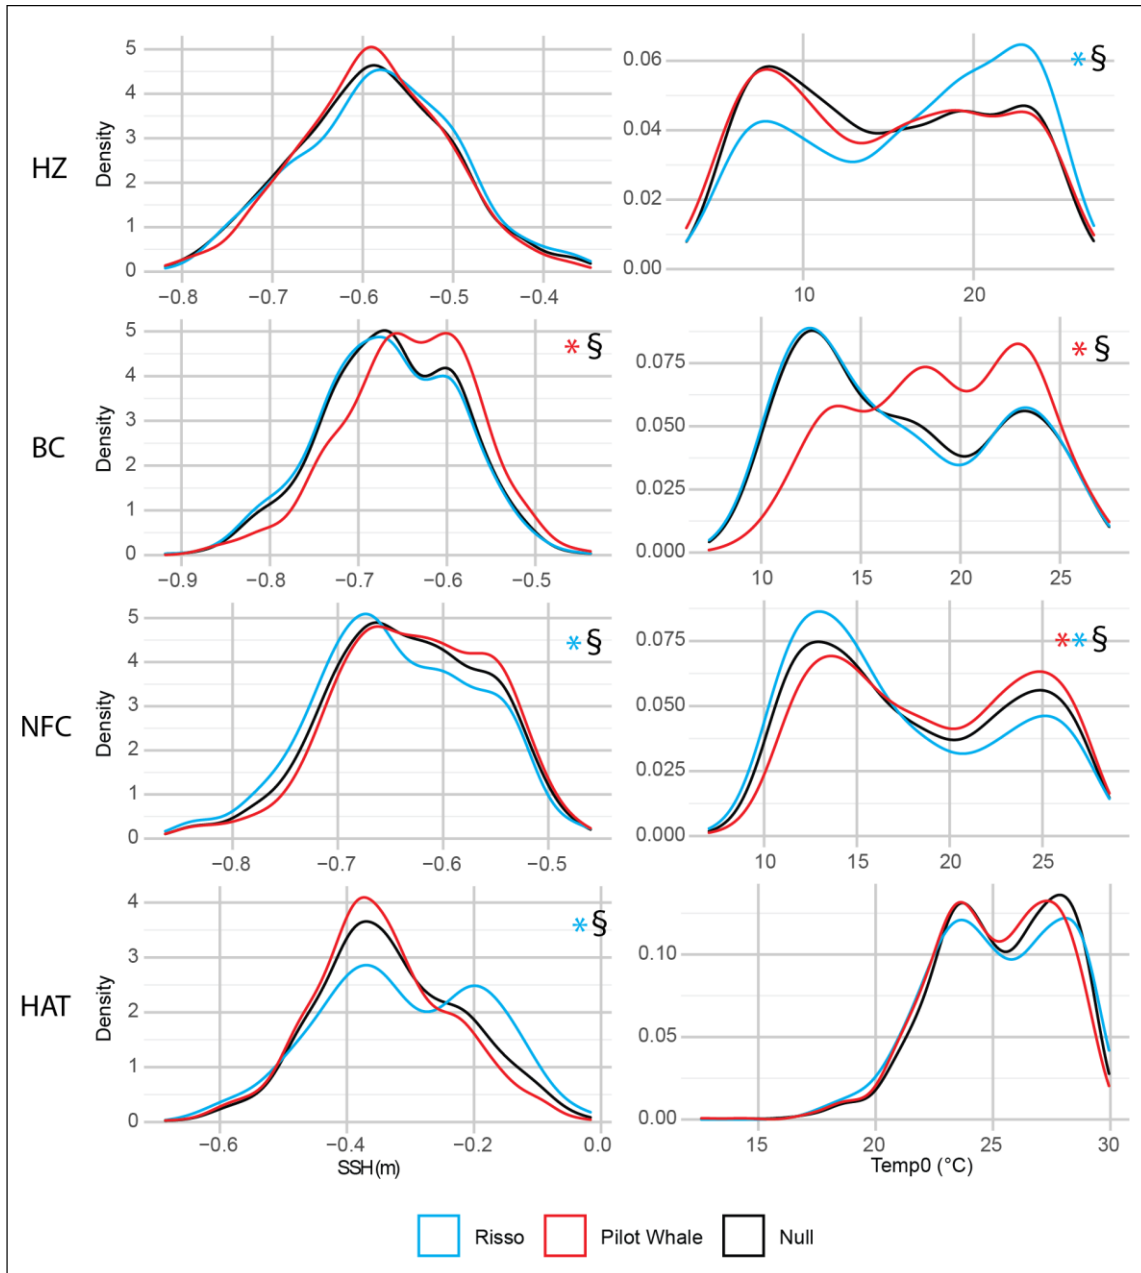 HZ
Density
5
4
3
2
1
0
−0.8 −0.7 −0.6 −0.5 −0.4
* §
0.06
0.04
0.02
0.00
10 20
BC
Density
5
4
3
2
1
0
−0.9 −0.8 −0.7 −0.6 −0.5
* §
0.075
0.050
0.025
0.000
10 15 20 25
* §
NFC
Density
5
4
3
2
1
0
−0.8 −0.7 −0.6 −0.5
* §
0.075
0.050
0.025
0.000
10 15 20 25
** §
HAT
Density
4
3
2
1
0
−0.6 −0.4 −0.2 0.0
SSH (m)
* §
0.10
0.05
0.00
15 20 25 30
Temp0 (°C)
Risso Pilot Whale Null